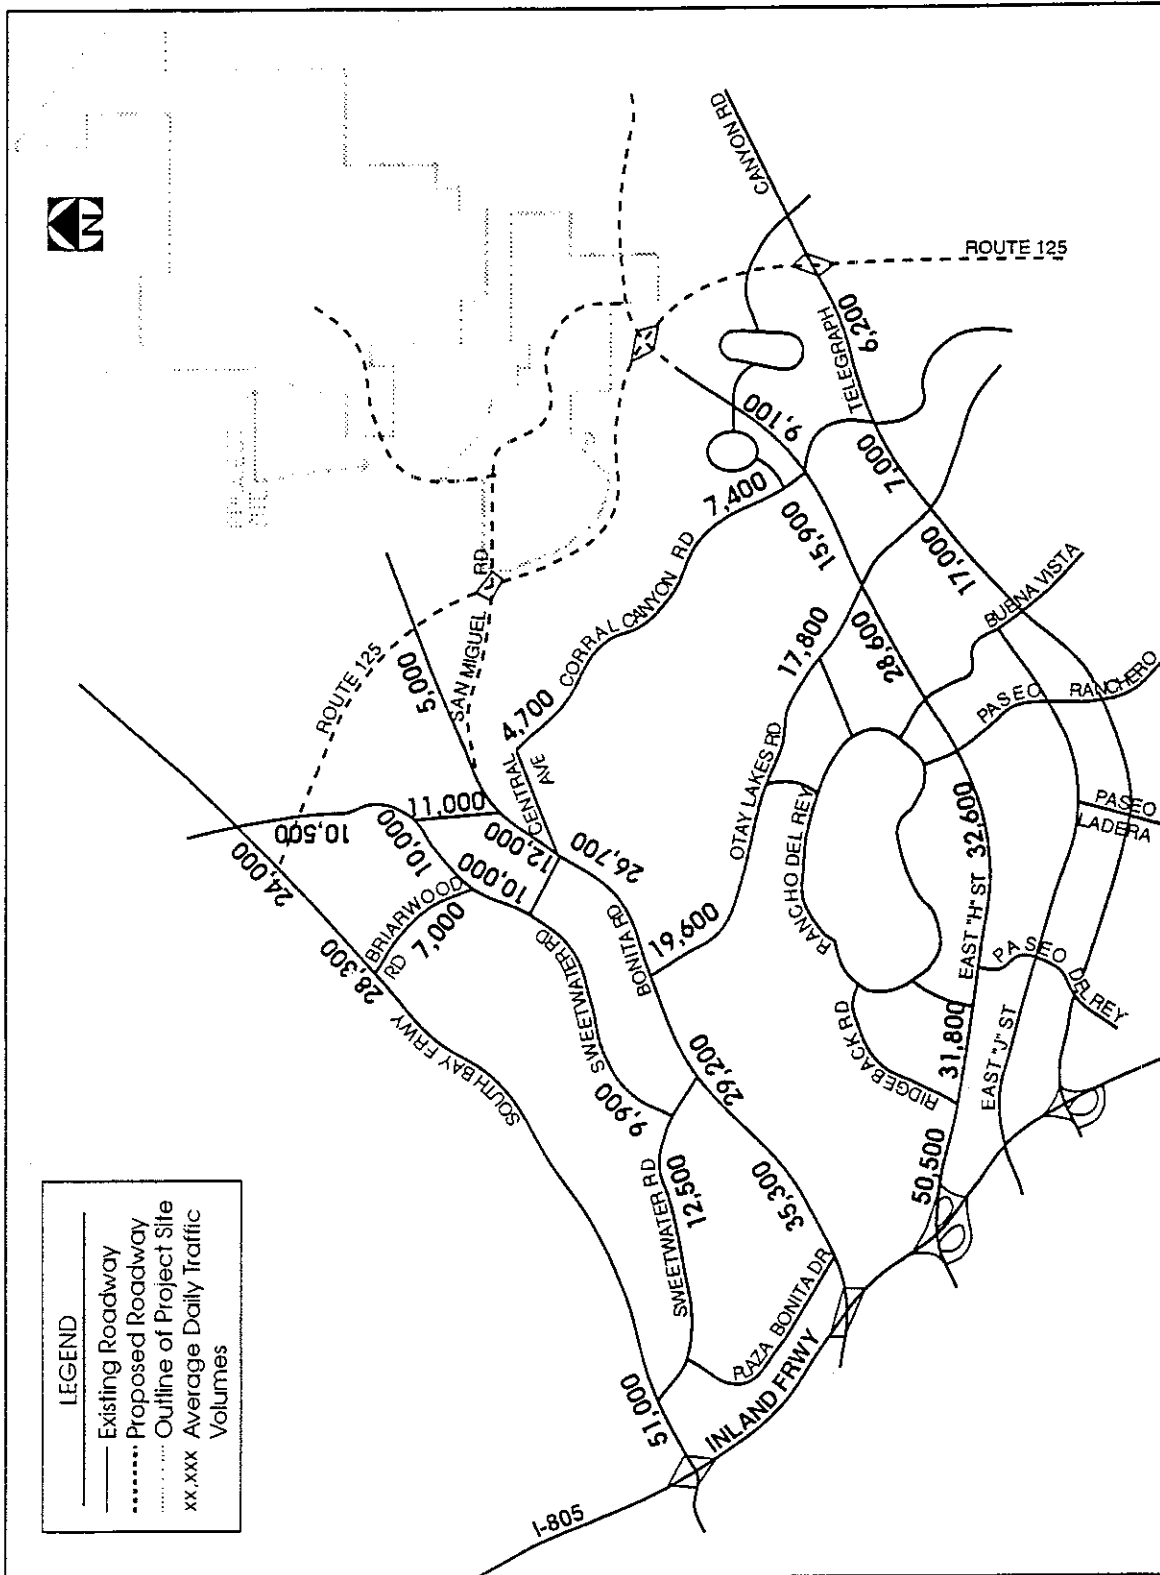 LEGEND
Existing Roadway
Proposed Roadway
Outline of Project Site
xx,xxx Average Daily Traffic
Volumes
N
CANYON RD
ROUTE 125
TELEGRAPH
6,200
9,100
7,000
7,400
15,900
17,000
RD
SAN MIGUEL
ROUTE 125
5,000
CORRAL CANYON RD
4,700
CENTRAL
AVE
17,800
28,600
BUENA VISTA
PASEO RANCHERO
OTAY LAKES RD
RANCHO DEL REY
32,600
PASEO
LADERA
11,000
10,500
10,000
12,000
10,000
26,700
24,000
BRIARWOOD
RD
7,000
28,300
SWEETWATER RD
BONITA RD
19,600
EAST "H" ST
PASEO
DEL REY
31,800
RIDGEBACK RD
EAST "J" ST
SOUTH BAY FRWY
9,900
29,200
SWEETWATER RD
12,500
35,300
50,500
PLAZA BONITA DR
INLAND FRWY
51,000
I-805